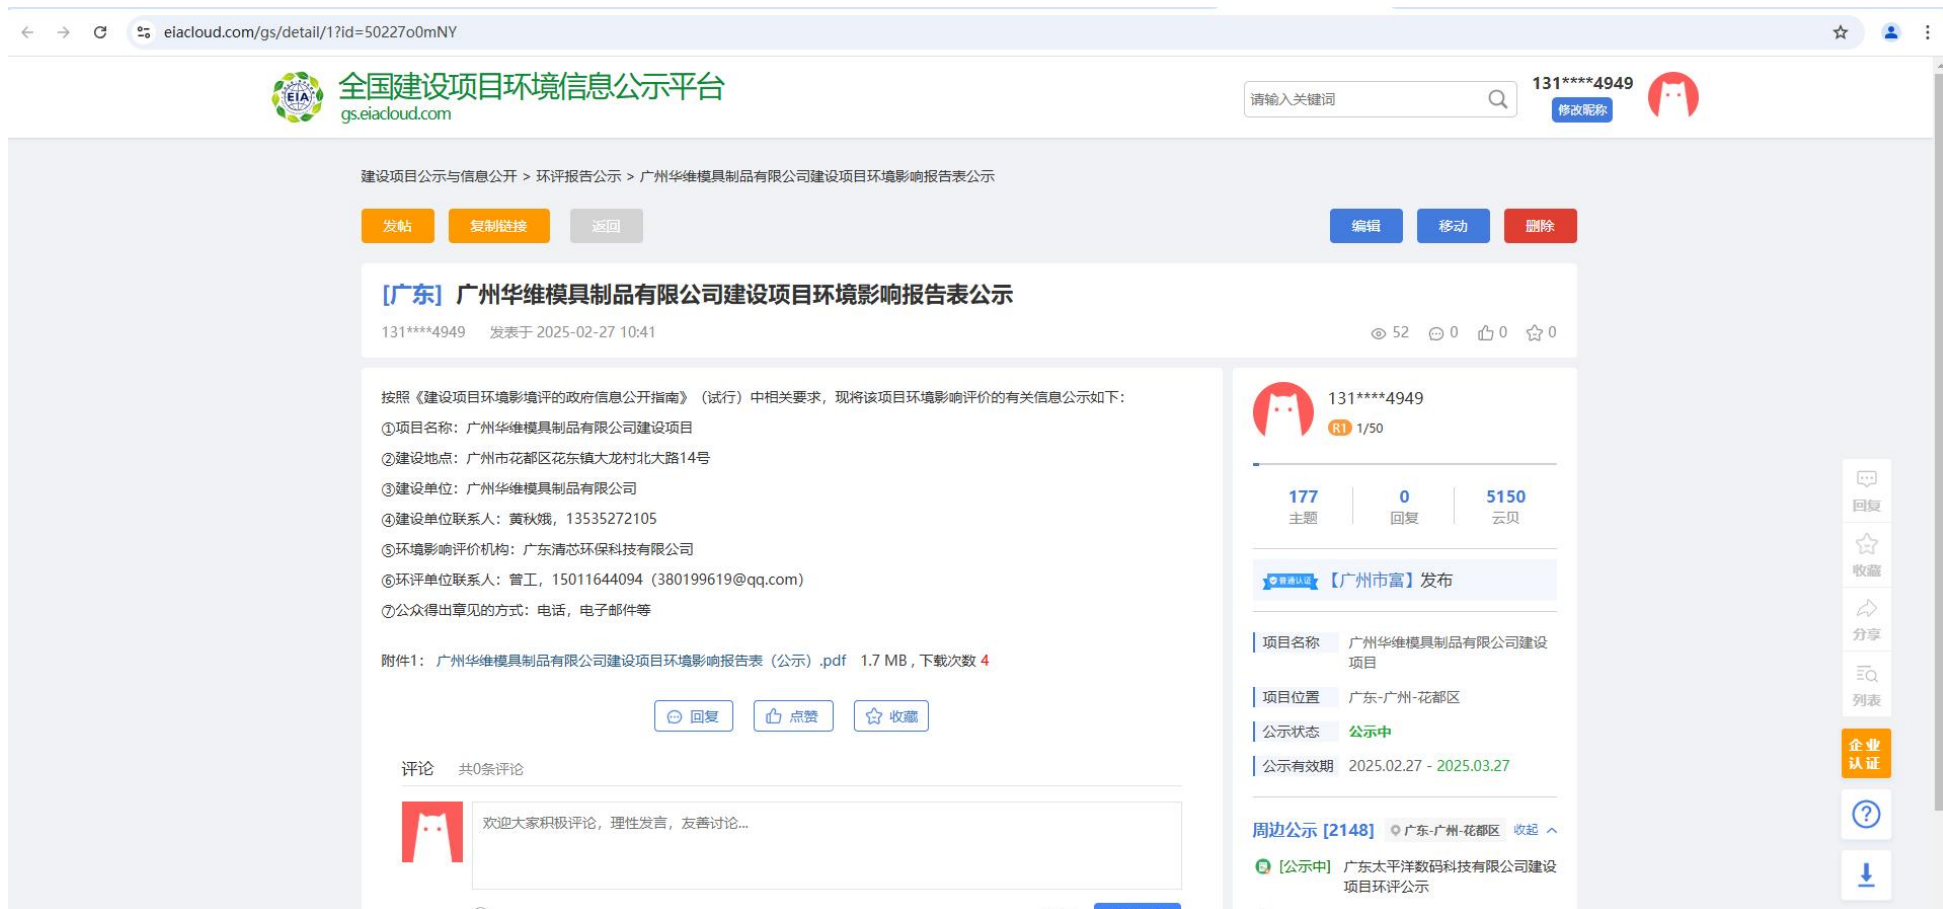 eiacloud.com/gs/detail/1?id=50227o0mNY
EIA
全国建设项目环境信息公示平台
gs.eiacloud.com
请输入关键词
131****4949
修改昵称
建设项目公示与信息公开 > 环评报告公示 > 广州华维模具制品有限公司建设项目环境影响报告表公示
发帖 复制链接 返回 编辑 移动 删除
[广东] 广州华维模具制品有限公司建设项目环境影响报告表公示
131****4949 发表于 2025-02-27 10:41 52 0 0 0
按照《建设项目环境影境评的政府信息公开指南》（试行）中相关要求，现将该项目环境影响评价的有关信息公示如下：
①项目名称：广州华维模具制品有限公司建设项目
②建设地点：广州市花都区花东镇大龙村北大路14号
③建设单位：广州华维模具制品有限公司
④建设单位联系人：黄秋娥，13535272105
⑤环境影响评价机构：广东清芯环保科技有限公司
⑥环评单位联系人：曾工，15011644094（380199619@qq.com）
⑦公众得出章见的方式：电话，电子邮件等
附件1： 广州华维模具制品有限公司建设项目环境影响报告表（公示）.pdf 1.7 MB , 下载次数 4
回复 点赞 收藏
评论 共0条评论
欢迎大家积极评论，理性发言，友善讨论...
131****4949
R1 1/50
177 0 5150
主题 回复 云贝
普通认证 【广州市富】发布
项目名称 广州华维模具制品有限公司建设
项目
项目位置 广东-广州-花都区
公示状态 公示中
公示有效期 2025.02.27 - 2025.03.27
周边公示 [2148] 广东-广州-花都区 收起
[公示中] 广东太平洋数码科技有限公司建设
项目环评公示
回复
收藏
分享
列表
企业
认证